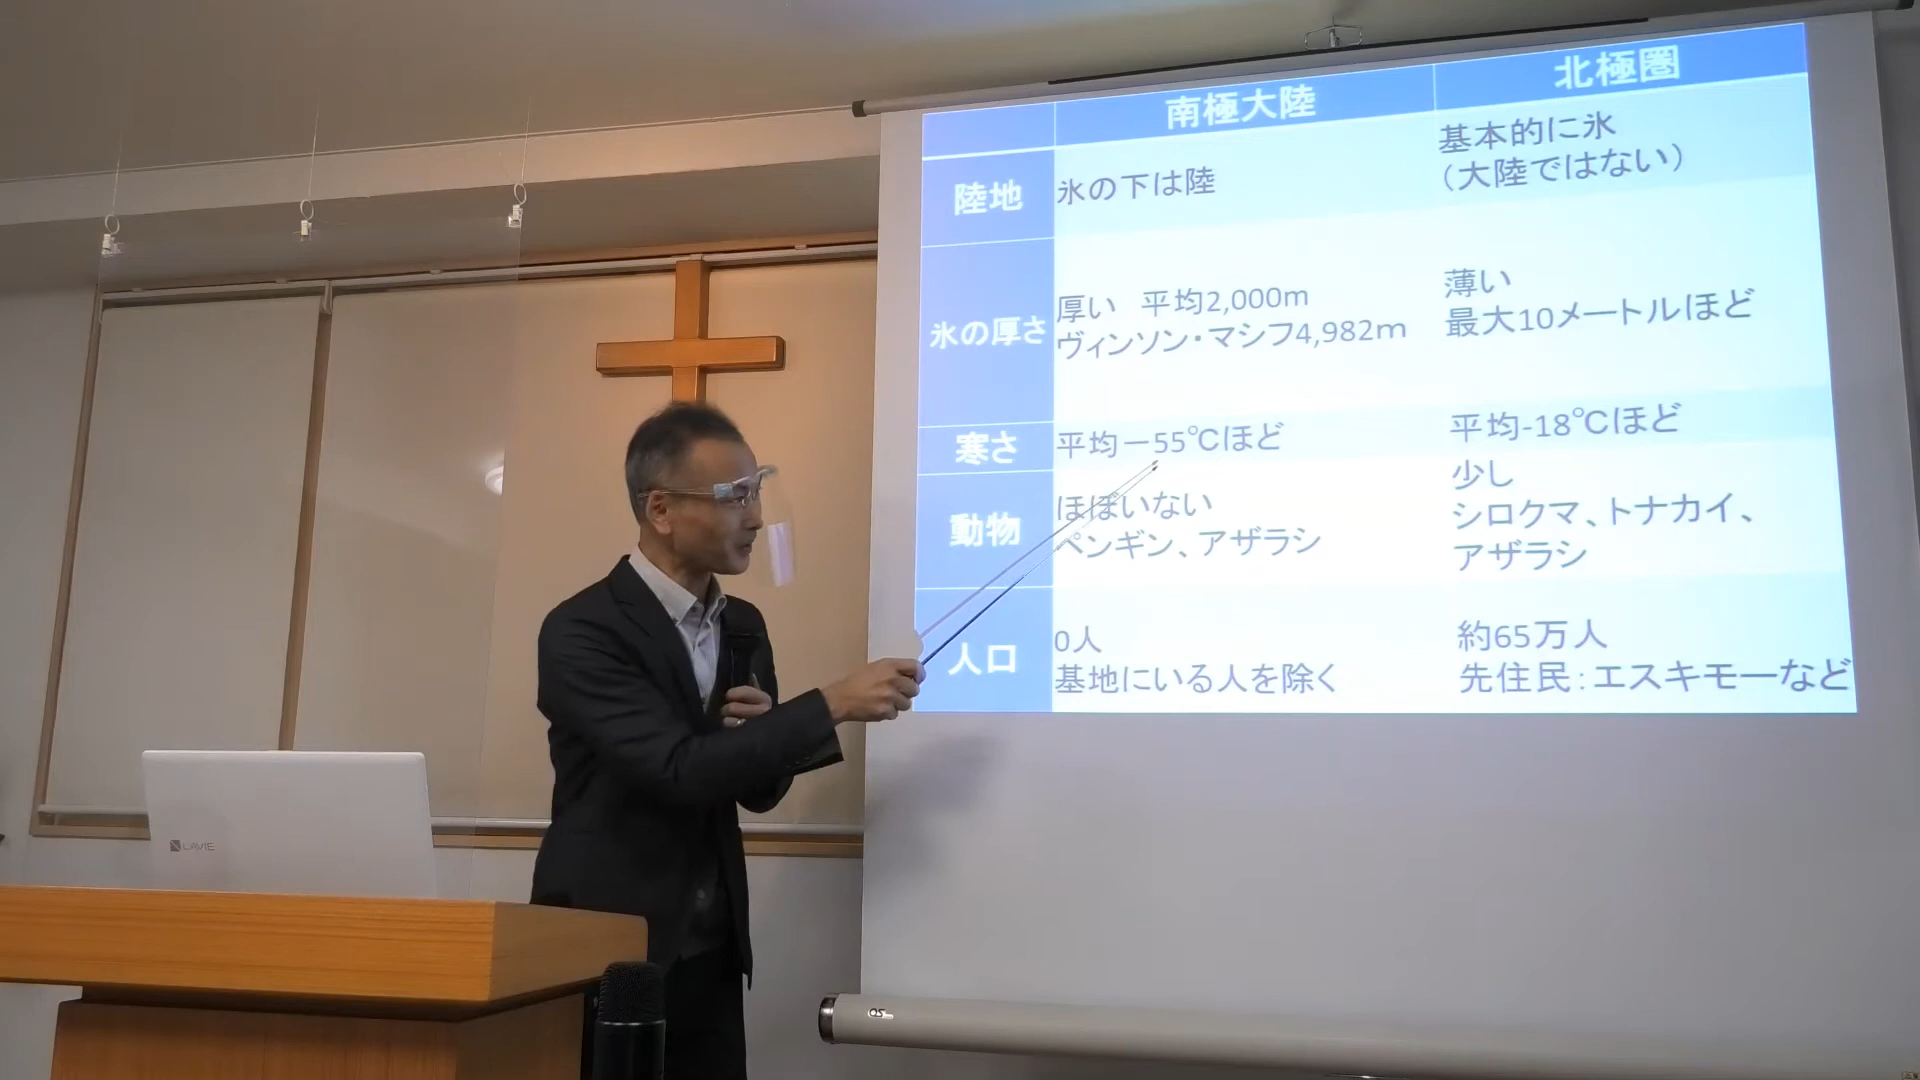 南極大陸
北極圏
陸地
氷の下は陸
基本的に氷
(大陸ではない)
氷の厚さ
厚い 平均2,000m
ヴィンソン・マシフ4,982m
薄い
最大10メートルほど
寒さ
平均－55℃ほど
平均-18℃ほど
動物
ほぼいない
ペンギン、アザラシ
少し
シロクマ、トナカイ、
アザラシ
人口
0人
基地にいる人を除く
約65万人
先住民：エスキモーなど
LAVIE
OS